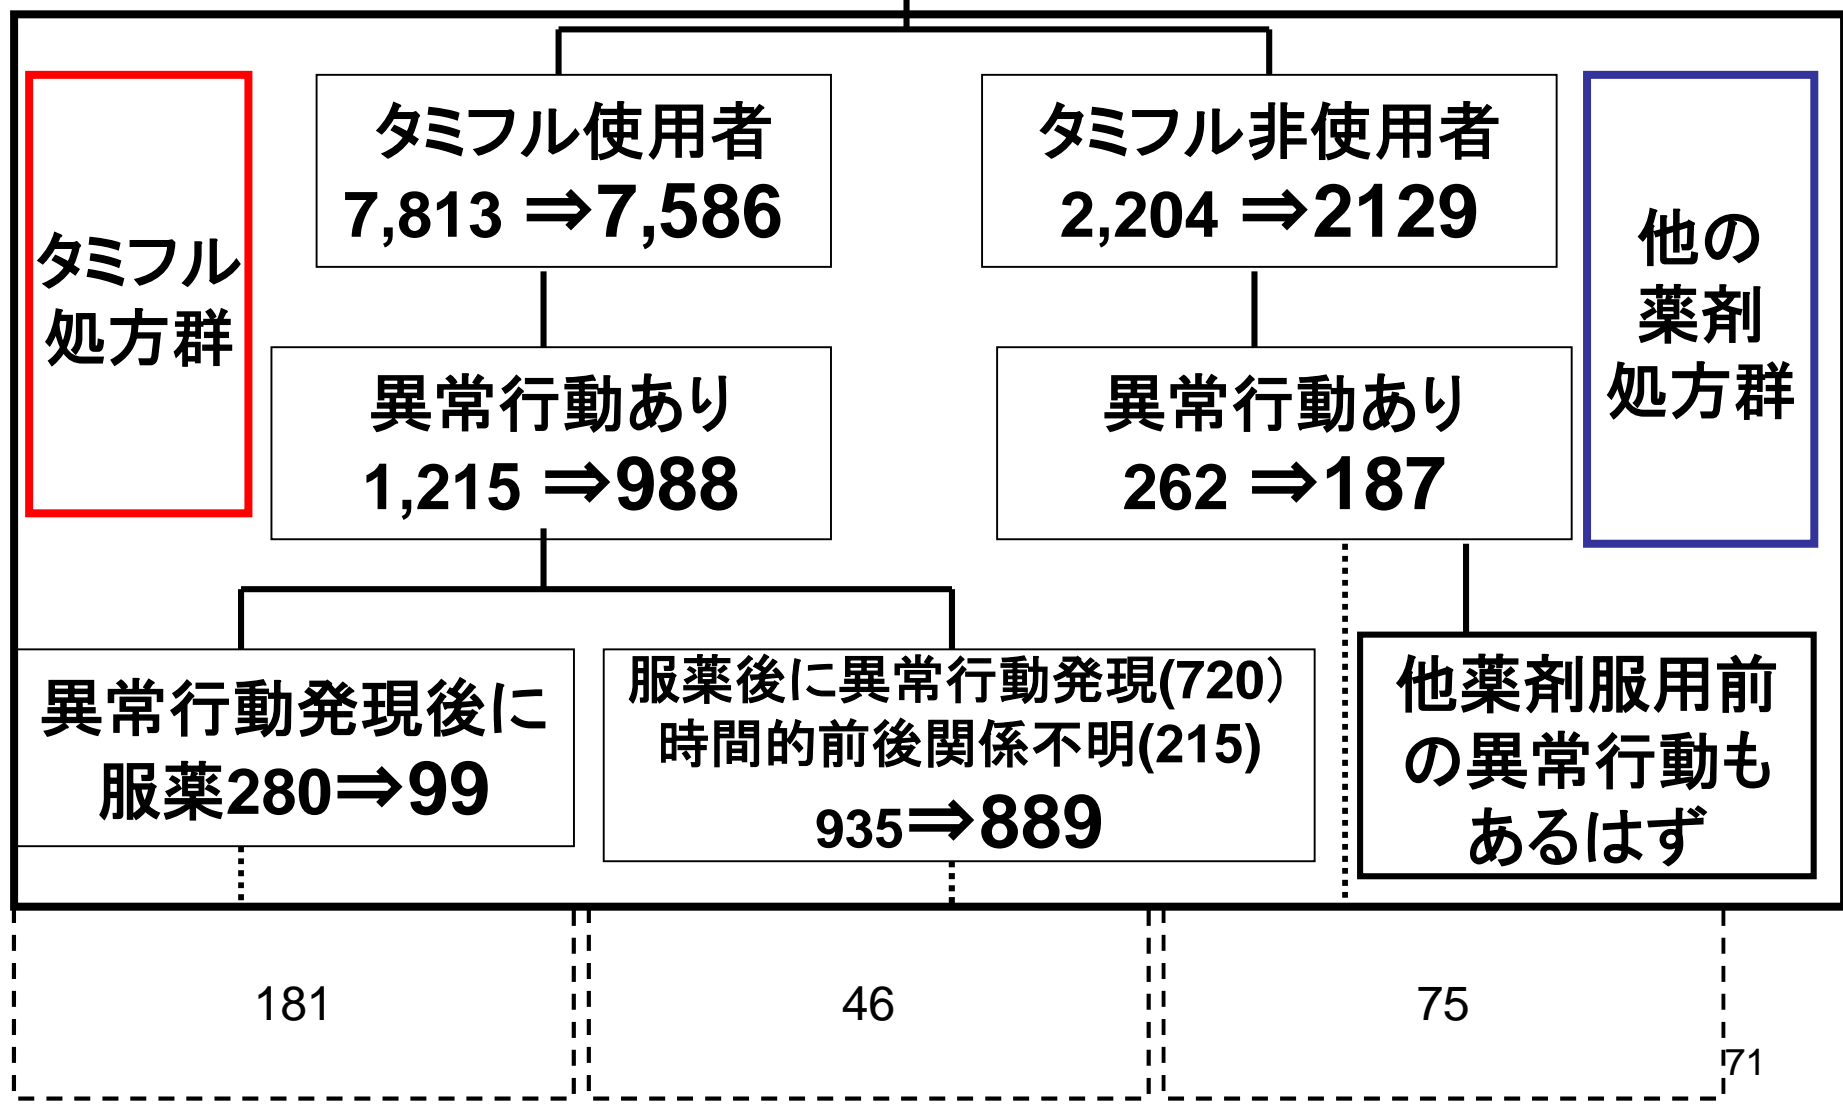 タミフル
処方群
タミフル使用者
7,813 ⇒7,586
タミフル非使用者
2,204 ⇒2129
他の
薬剤
処方群
異常行動あり
1,215 ⇒988
異常行動あり
262 ⇒187
異常行動発現後に
服薬280⇒99
服薬後に異常行動発現(720)
時間的前後関係不明(215)
935⇒889
他薬剤服用前
の異常行動も
あるはず
181
46
75
71